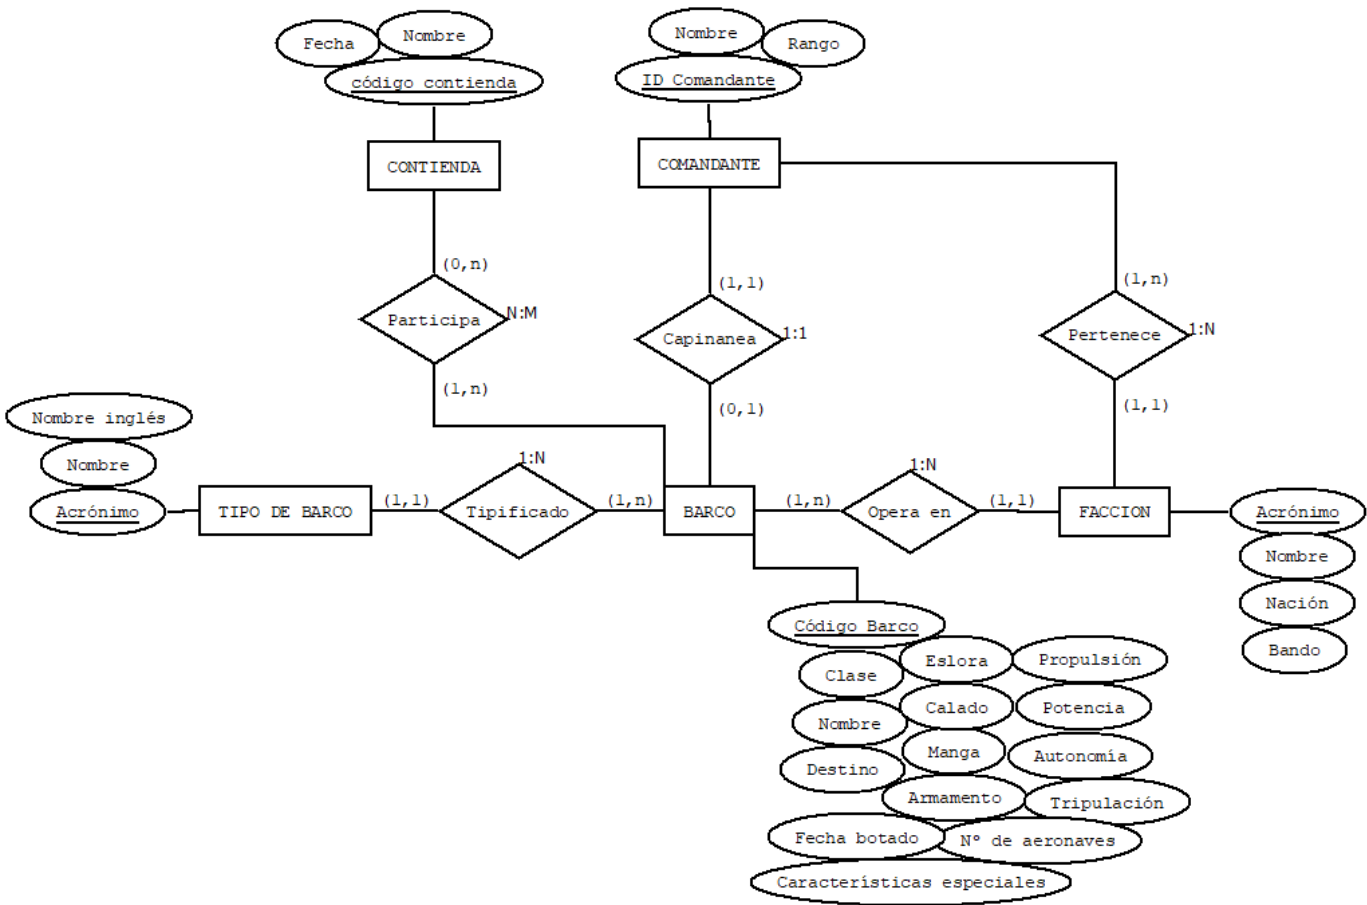 Fecha
Nombre
código contienda
Nombre
Rango
ID Comandante
CONTIENDA
COMANDANTE
(0,n)
(1,1)
(1,n)
Participa
N:M
Capinanea
1:1
Pertenece
1:N
(1,n)
(0,1)
(1,1)
Nombre inglés
Nombre
Acrónimo
TIPO DE BARCO
(1,1)
1:N
Tipificado
(1,n)
BARCO
(1,n)
1:N
Opera en
(1,1)
FACCION
Acrónimo
Nombre
Nación
Bando
Código Barco
Clase
Eslora
Propulsión
Nombre
Calado
Potencia
Destino
Manga
Autonomía
Armamento
Tripulación
Fecha botado
Nº de aeronaves
Características especiales